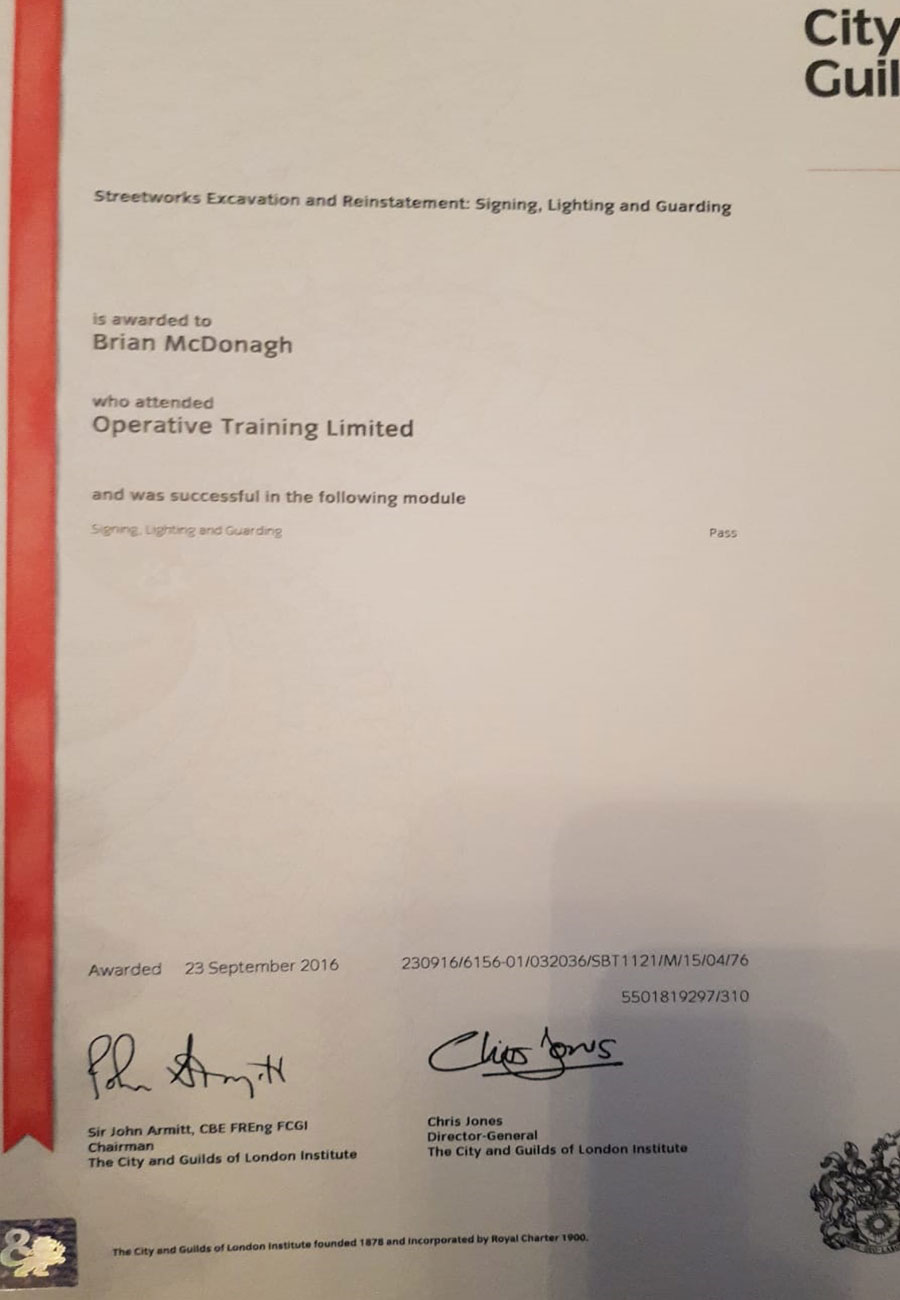 City
Guil
Streetworks Excavation and Reinstatement: Signing, Lighting and Guarding
is awarded to
Brian McDonagh
who attended
Operative Training Limited
and was successful in the following module
Signing, Lighting and Guarding Pass
Awarded 23 September 2016 230916/6156-01/032036/SBT1121/M/15/04/76
5501819297/310
John Armitt
Chris Jones
Sir John Armitt, CBE FREng FCGI
Chairman
The City and Guilds of London Institute
Chris Jones
Director-General
The City and Guilds of London Institute
&
The City and Guilds of London Institute founded 1878 and Incorporated by Royal Charter 1900.